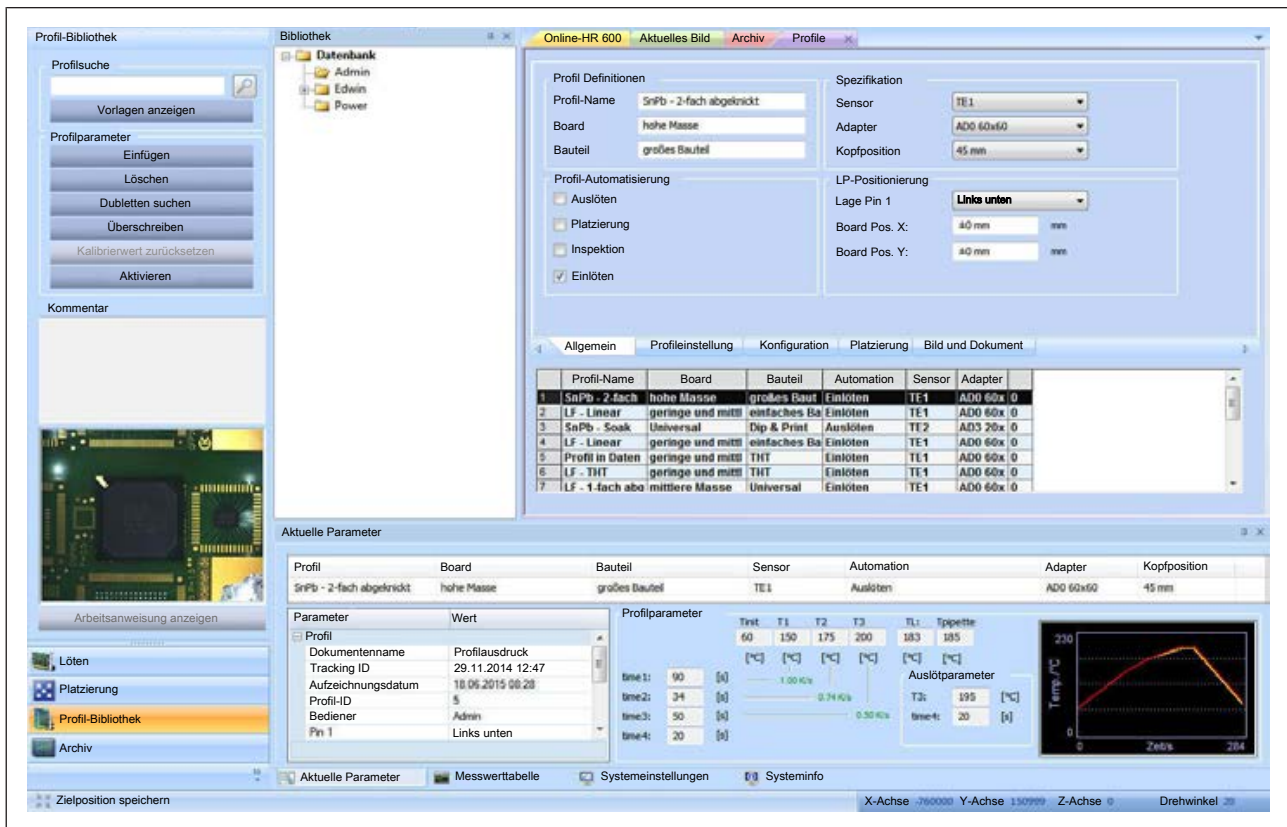 Profil-Bibliothek
Profilsuche
Vorlagen anzeigen
Profilparameter
Einfügen
Löschen
Dubletten suchen
Überschreiben
Kalibrierwert zurücksetzen
Aktivieren
Kommentar
Arbeitsanweisung anzeigen
Löten
Platzierung
Profil-Bibliothek
Archiv
Bibliothek
Datenbank
Admin
Edwin
Power
Online-HR 600 Aktuelles Bild Archiv Profile
Profil Definitionen
Profil-Name SnPb - 2-fach abgeknickt
Board hohe Masse
Bauteil großes Bauteil
Spezifikation
Sensor TE1
Adapter AD0 60x60
Kopfposition 45 mm
Profil-Automatisierung
Auslöten
Platzierung
Inspektion
Einlöten
LP-Positionierung
Lage Pin 1 Links unten
Board Pos. X: 40 mm mm
Board Pos. Y: 40 mm mm
Allgemein Profileinstellung Konfiguration Platzierung Bild und Dokument
Profil-Name Board Bauteil Automation Sensor Adapter
1 SnPb - 2-fach hohe Masse großes Baut Einlöten TE1 AD0 60x 0
2 LF - Linear geringe und mittl einfaches Ba Einlöten TE1 AD0 60x 0
3 SnPb - Soak Universal Dip & Print Auslöten TE2 AD3 20x 0
4 LF - Linear geringe und mittl einfaches Ba Einlöten TE1 AD0 60x 0
5 Profil in Daten geringe und mittl THT Einlöten TE1 AD0 60x 0
6 LF - THT geringe und mittl THT Einlöten TE1 AD0 60x 0
7 LF - 1-fach abg mittlere Masse Universal Einlöten TE1 AD0 60x 0
Aktuelle Parameter
Profil Board Bauteil Sensor Automation Adapter Kopfposition
SnPb - 2-fach abgeknickt hohe Masse großes Bauteil TE1 Auslöten AD0 60x60 45 mm
Parameter Wert
Profil
Dokumentenname Profilausdruck
Tracking ID 29.11.2014 12:47
Aufzeichnungsdatum 18.06.2015 08:28
Profil-ID 5
Bediener Admin
Pin 1 Links unten
Profilparameter
Tinit T1 T2 T3 TL: Tpipette
60 150 175 200 183 185
[°C] [°C] [°C] [°C] [°C] [°C]
time1: 90 [s] 1.00 K/s
time2: 34 [s] 0.74 K/s
time3: 50 [s] 0.50 K/s
time4: 20 [s]
Auslötparameter
T3: 195 [°C]
time4: 20 [s]
230
Temp./°C
0
0 Zeit/s 284
Aktuelle Parameter Messwerttabelle Systemeinstellungen Systeminfo
Zielposition speichern X-Achse -760000 Y-Achse 150999 Z-Achse 0 Drehwinkel 20